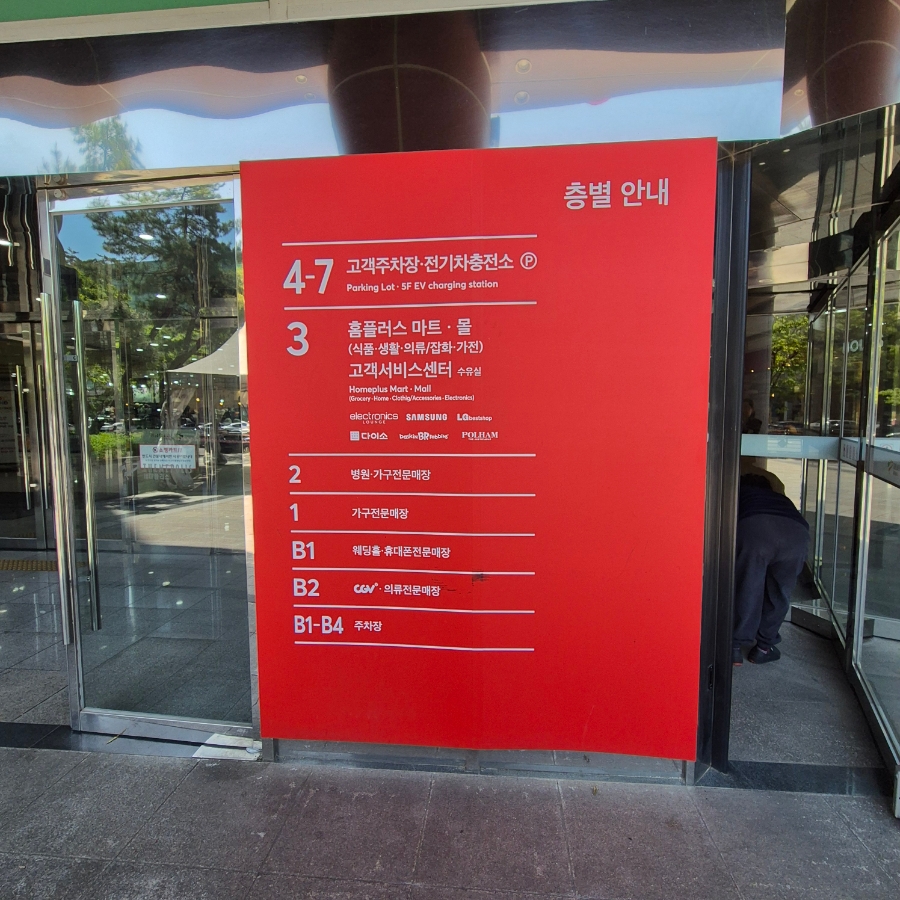 층별 안내
4-7 고객주차장·전기차충전소 Ⓟ
Parking Lot · 5F EV charging station
3 홈플러스 마트 · 몰
(식품·생활·의류/잡화·가전)
고객서비스센터 수유실
Homeplus Mart · Mall
(Grocery · Home · Clothig/Accessories · Electronics)
electronics LOUNGE SAMSUNG LG Bestshop
다이소 baskin BR robbins POLHAM
2 병원·가구전문매장
1 가구전문매장
B1 웨딩홀·휴대폰전문매장
B2 CGV · 의류전문매장
B1-B4 주차장